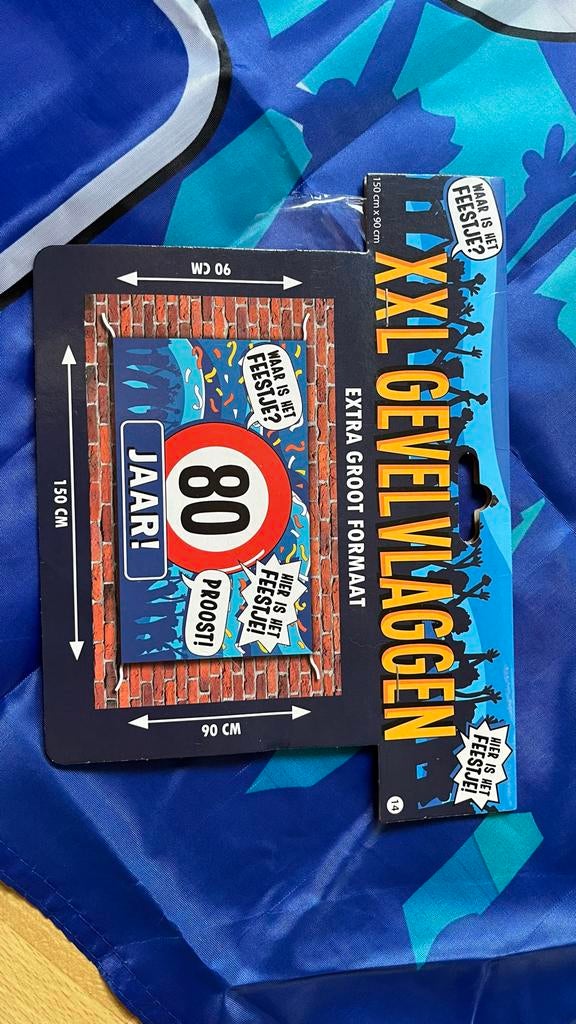 150 cm x 90 cm
WAAR IS HET
FEESTJE?
XXL GEVELVLAGGEN
HIER IS HET
FEESTJE!
14
EXTRA GROOT FORMAAT
90 CM
150 CM
90 CM
WAAR IS HET
FEESTJE?
80
JAAR!
HIER IS HET
FEESTJE!
PROOST!